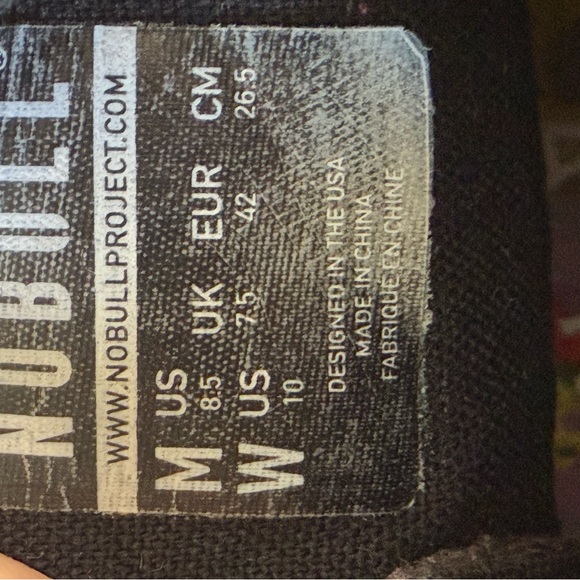 NOBULL
WWW.NOBULLPROJECT.COM
M US UK EUR CM
8.5 7.5 42 26.5
W US
10
DESIGNED IN THE USA
MADE IN CHINA
FABRIQUE EN CHINE